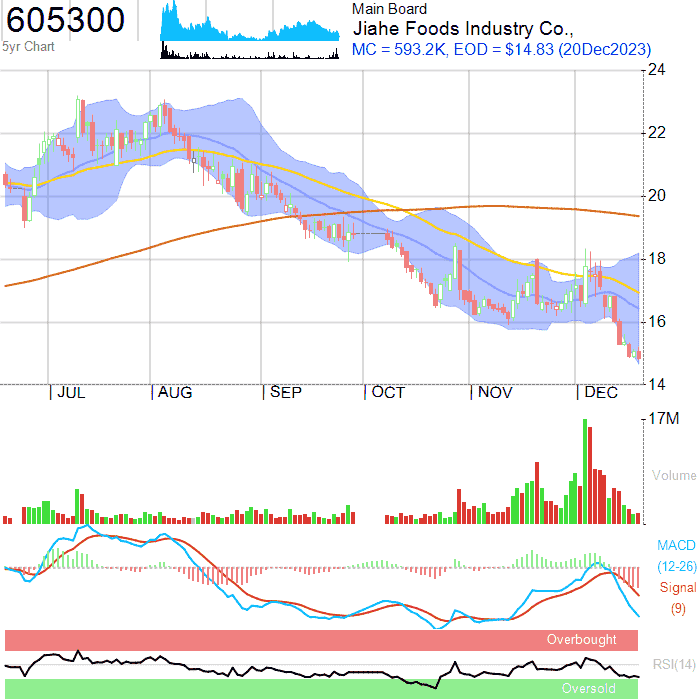 605300
5yr Chart
Main Board
Jiahe Foods Industry Co.,
MC = 593.2K, EOD = $14.83 (20Dec2023)
24
22
20
18
16
14
JUL AUG SEP OCT NOV DEC
17M
Volume
MACD
(12-26)
Signal
(9)
Overbought
RSI(14)
Oversold